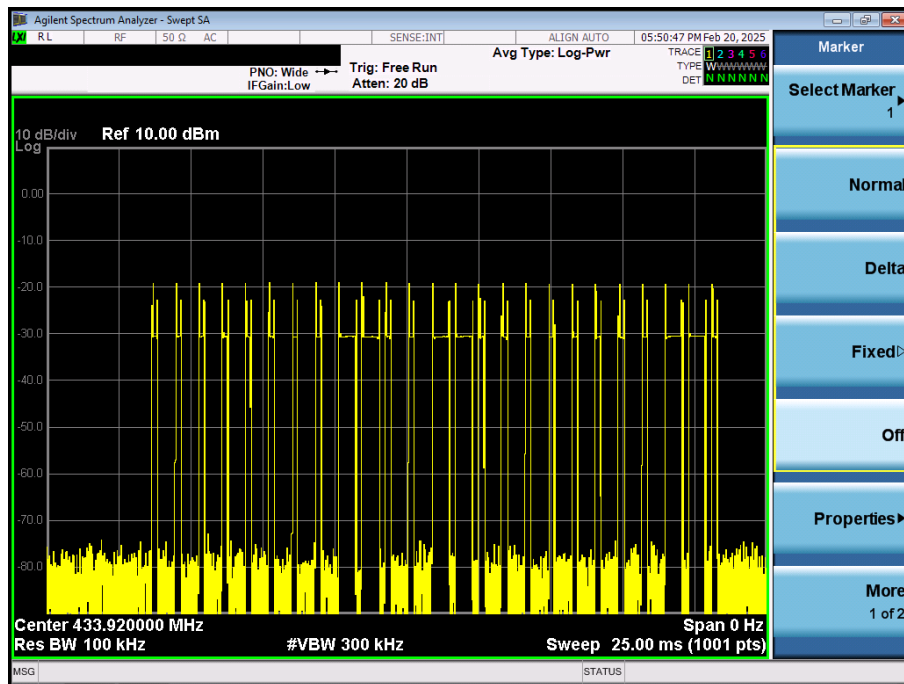 Agilent Spectrum Analyzer - Swept SA
LXI RL RF 50 Ω AC SENSE:INT ALIGN AUTO 05:50:47 PM Feb 20, 2025
PNO: Wide Trig: Free Run Avg Type: Log-Pwr TRACE 1 2 3 4 5 6
IFGain:Low Atten: 20 dB TYPE WWWWWW
DET N N N N N N
10 dB/div Ref 10.00 dBm
Log
0.00
-10.0
-20.0
-30.0
-40.0
-50.0
-60.0
-70.0
-80.0
Center 433.920000 MHz Span 0 Hz
Res BW 100 kHz #VBW 300 kHz Sweep 25.00 ms (1001 pts)
MSG STATUS
Marker
Select Marker
1
Normal
Delta
Fixed
Off
Properties
More
1 of 2